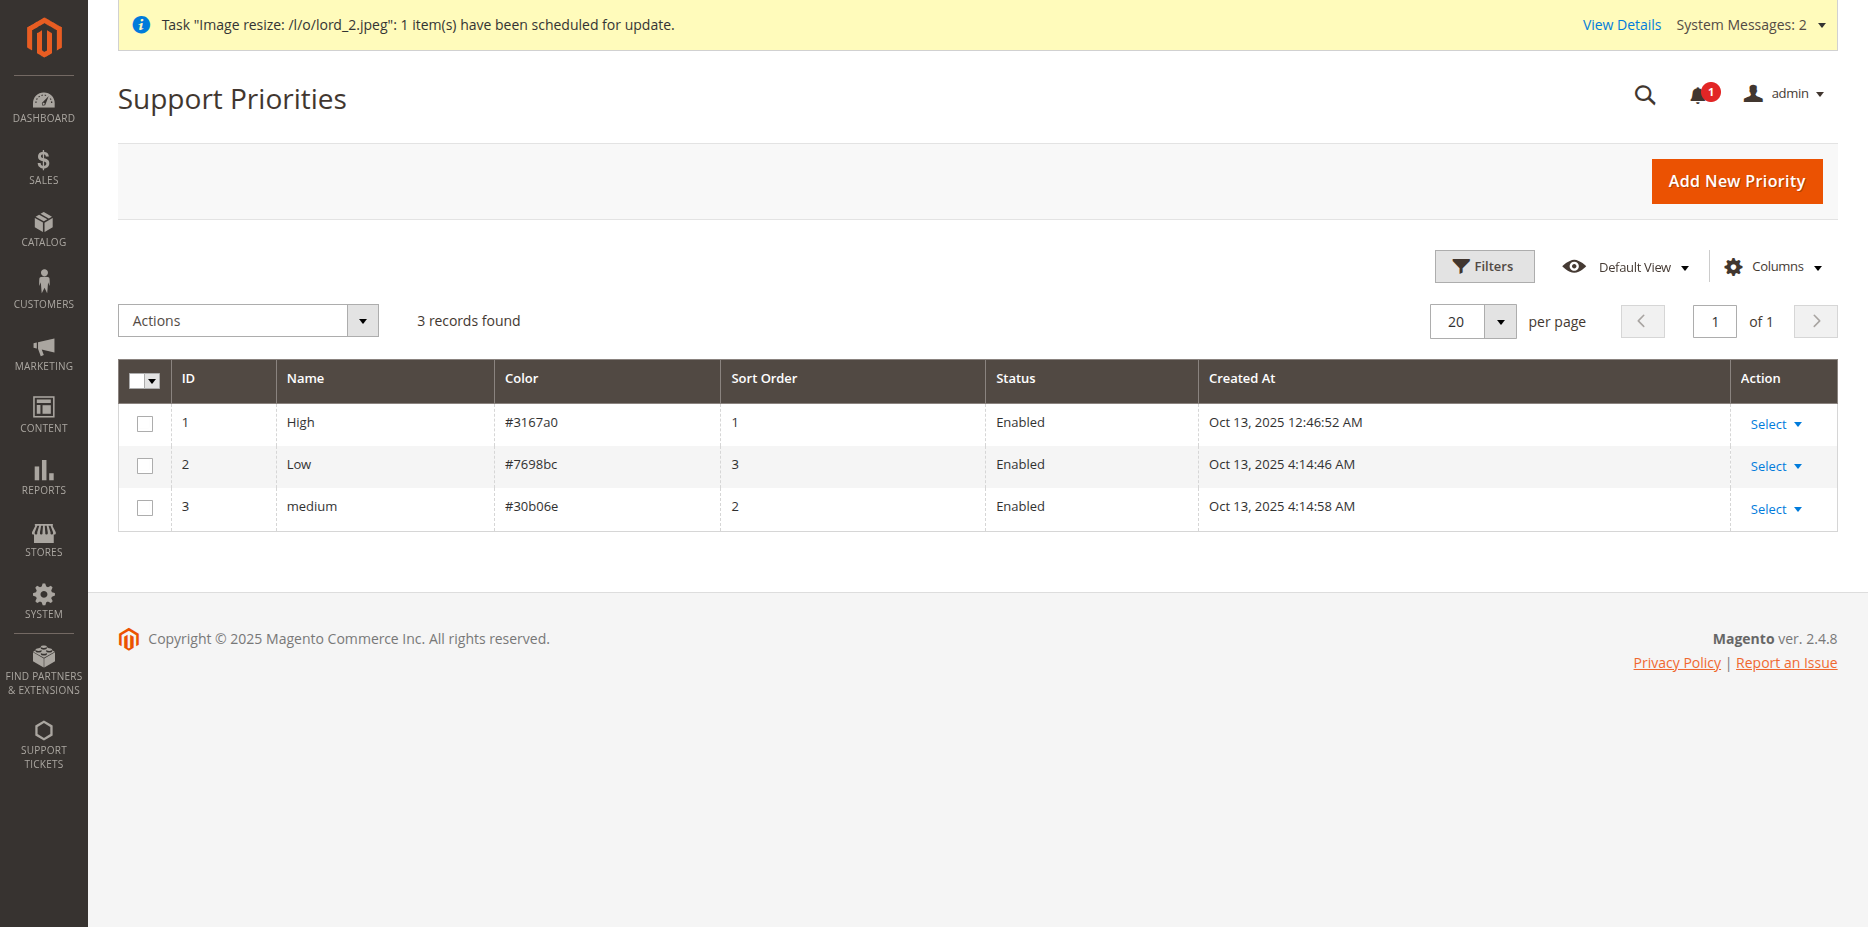 Task "Image resize: /l/o/lord_2.jpeg": 1 item(s) have been scheduled for update. View Details System Messages: 2
Support Priorities 1 admin
Add New Priority
Filters Default View Columns
Actions 3 records found 20 per page 1 of 1
ID Name Color Sort Order Status Created At Action
1 High #3167a0 1 Enabled Oct 13, 2025 12:46:52 AM Select
2 Low #7698bc 3 Enabled Oct 13, 2025 4:14:46 AM Select
3 medium #30b06e 2 Enabled Oct 13, 2025 4:14:58 AM Select
Copyright © 2025 Magento Commerce Inc. All rights reserved. Magento ver. 2.4.8
Privacy Policy | Report an Issue
DASHBOARD
SALES
CATALOG
CUSTOMERS
MARKETING
CONTENT
REPORTS
STORES
SYSTEM
FIND PARTNERS
& EXTENSIONS
SUPPORT
TICKETS